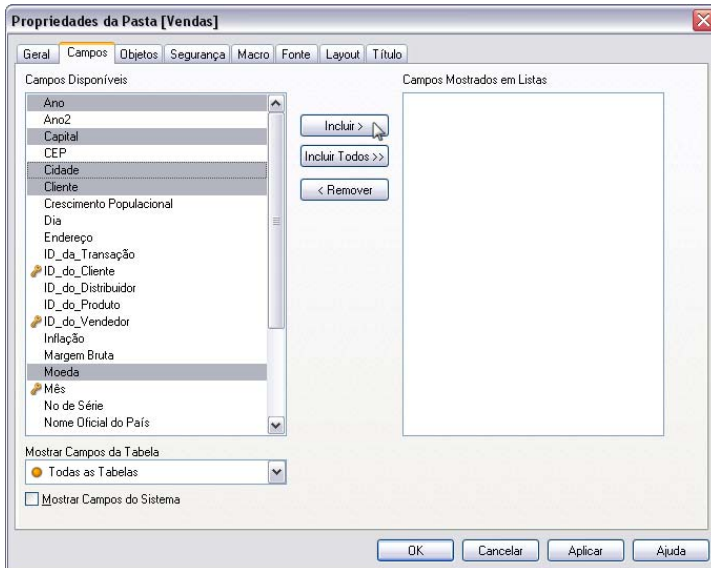 Propriedades da Pasta [Vendas]
Geral Campos Objetos Segurança Macro Fonte Layout Título
Campos Disponíveis
Campos Mostrados em Listas
Ano
Ano2
Capital
CEP
Cidade
Cliente
Crescimento Populacional
Dia
Endereço
ID_da_Transação
ID_do_Cliente
ID_do_Distribuidor
ID_do_Produto
ID_do_Vendedor
Inflação
Margem Bruta
Moeda
Mês
No de Série
Nome Oficial do País
Incluir >
Incluir Todos >>
< Remover
Mostrar Campos da Tabela
Todas as Tabelas
Mostrar Campos do Sistema
OK Cancelar Aplicar Ajuda